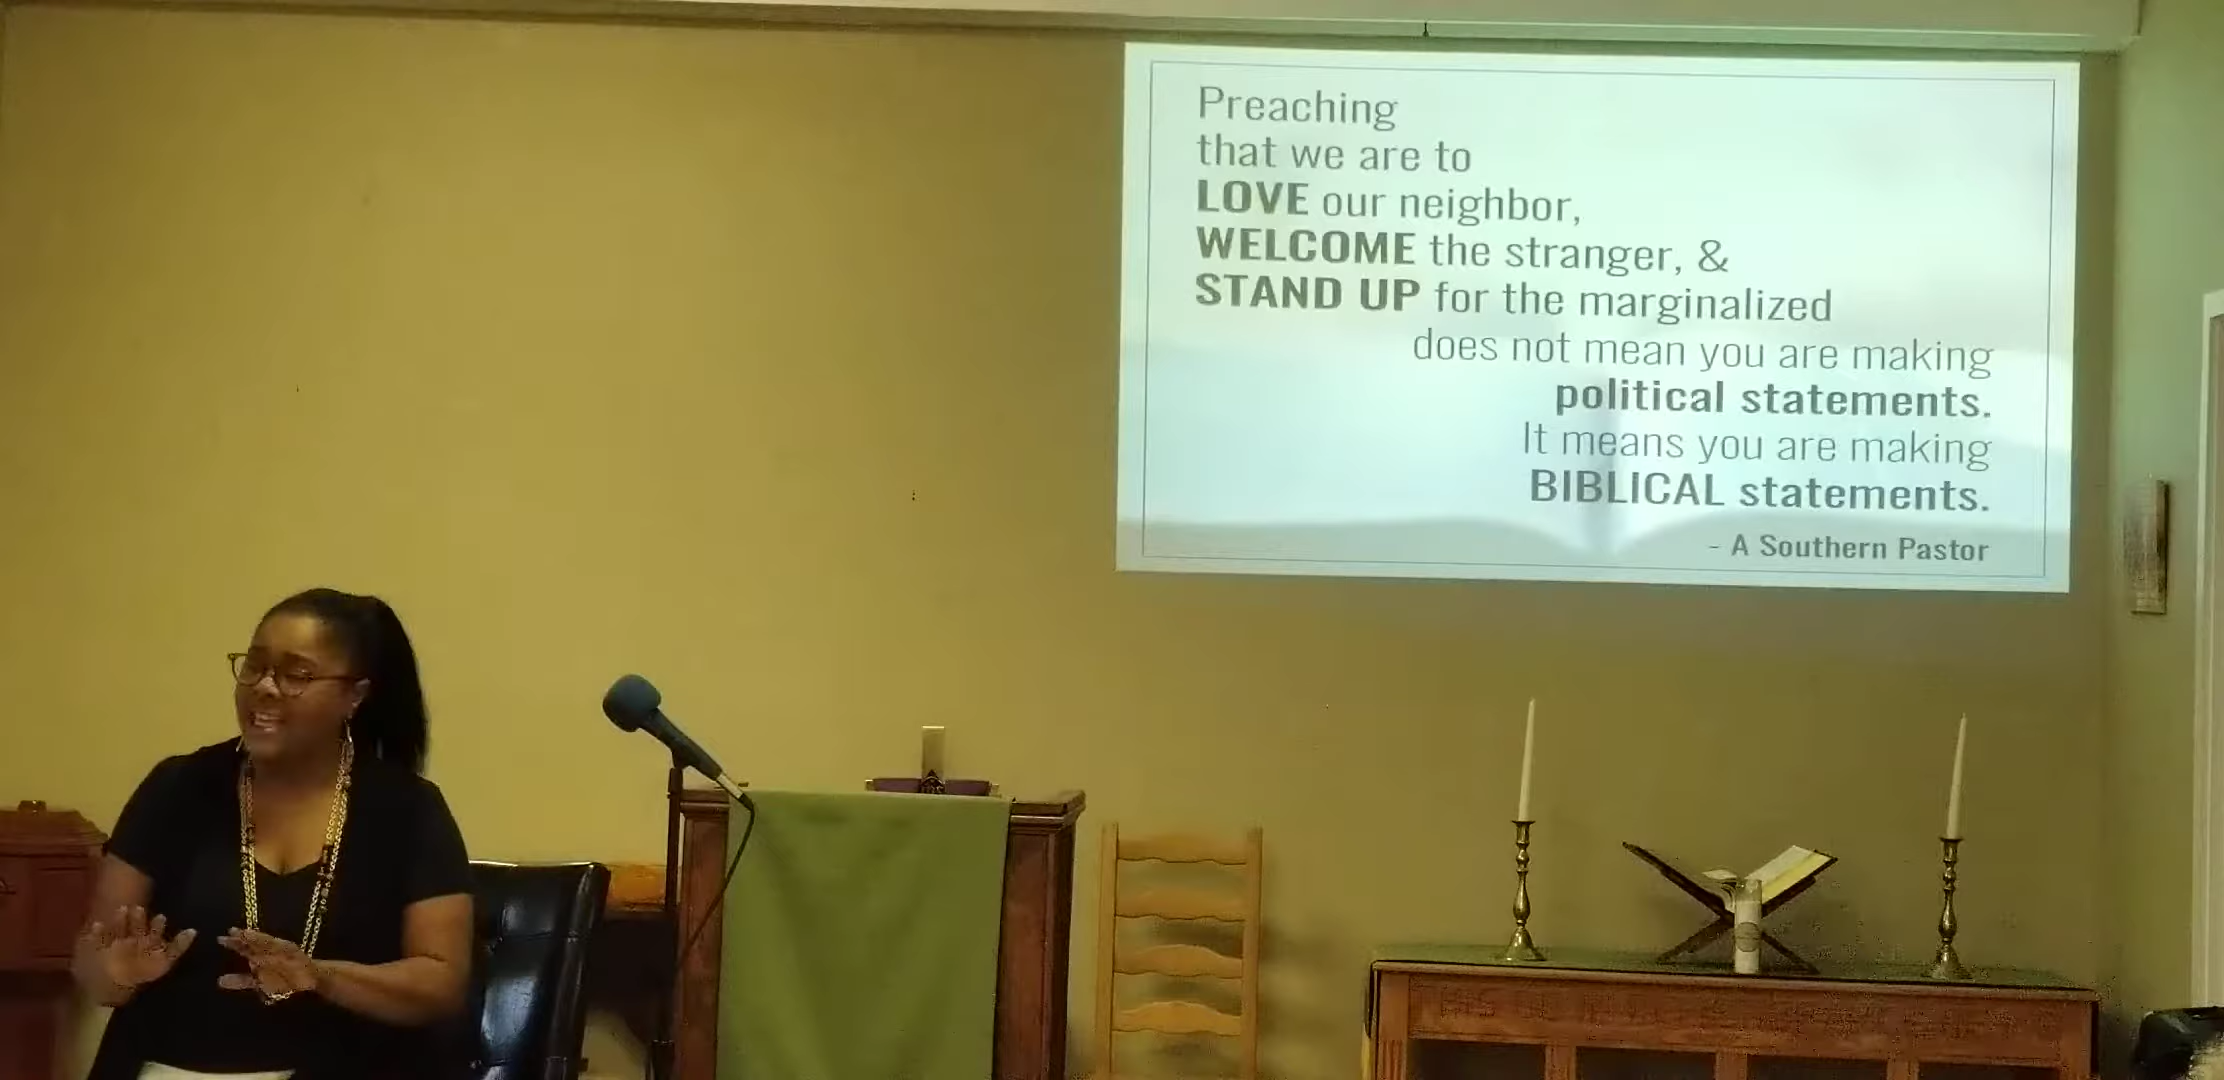 Preaching
that we are to
LOVE our neighbor,
WELCOME the stranger, &
STAND UP for the marginalized
does not mean you are making
political statements.
It means you are making
BIBLICAL statements.
- A Southern Pastor